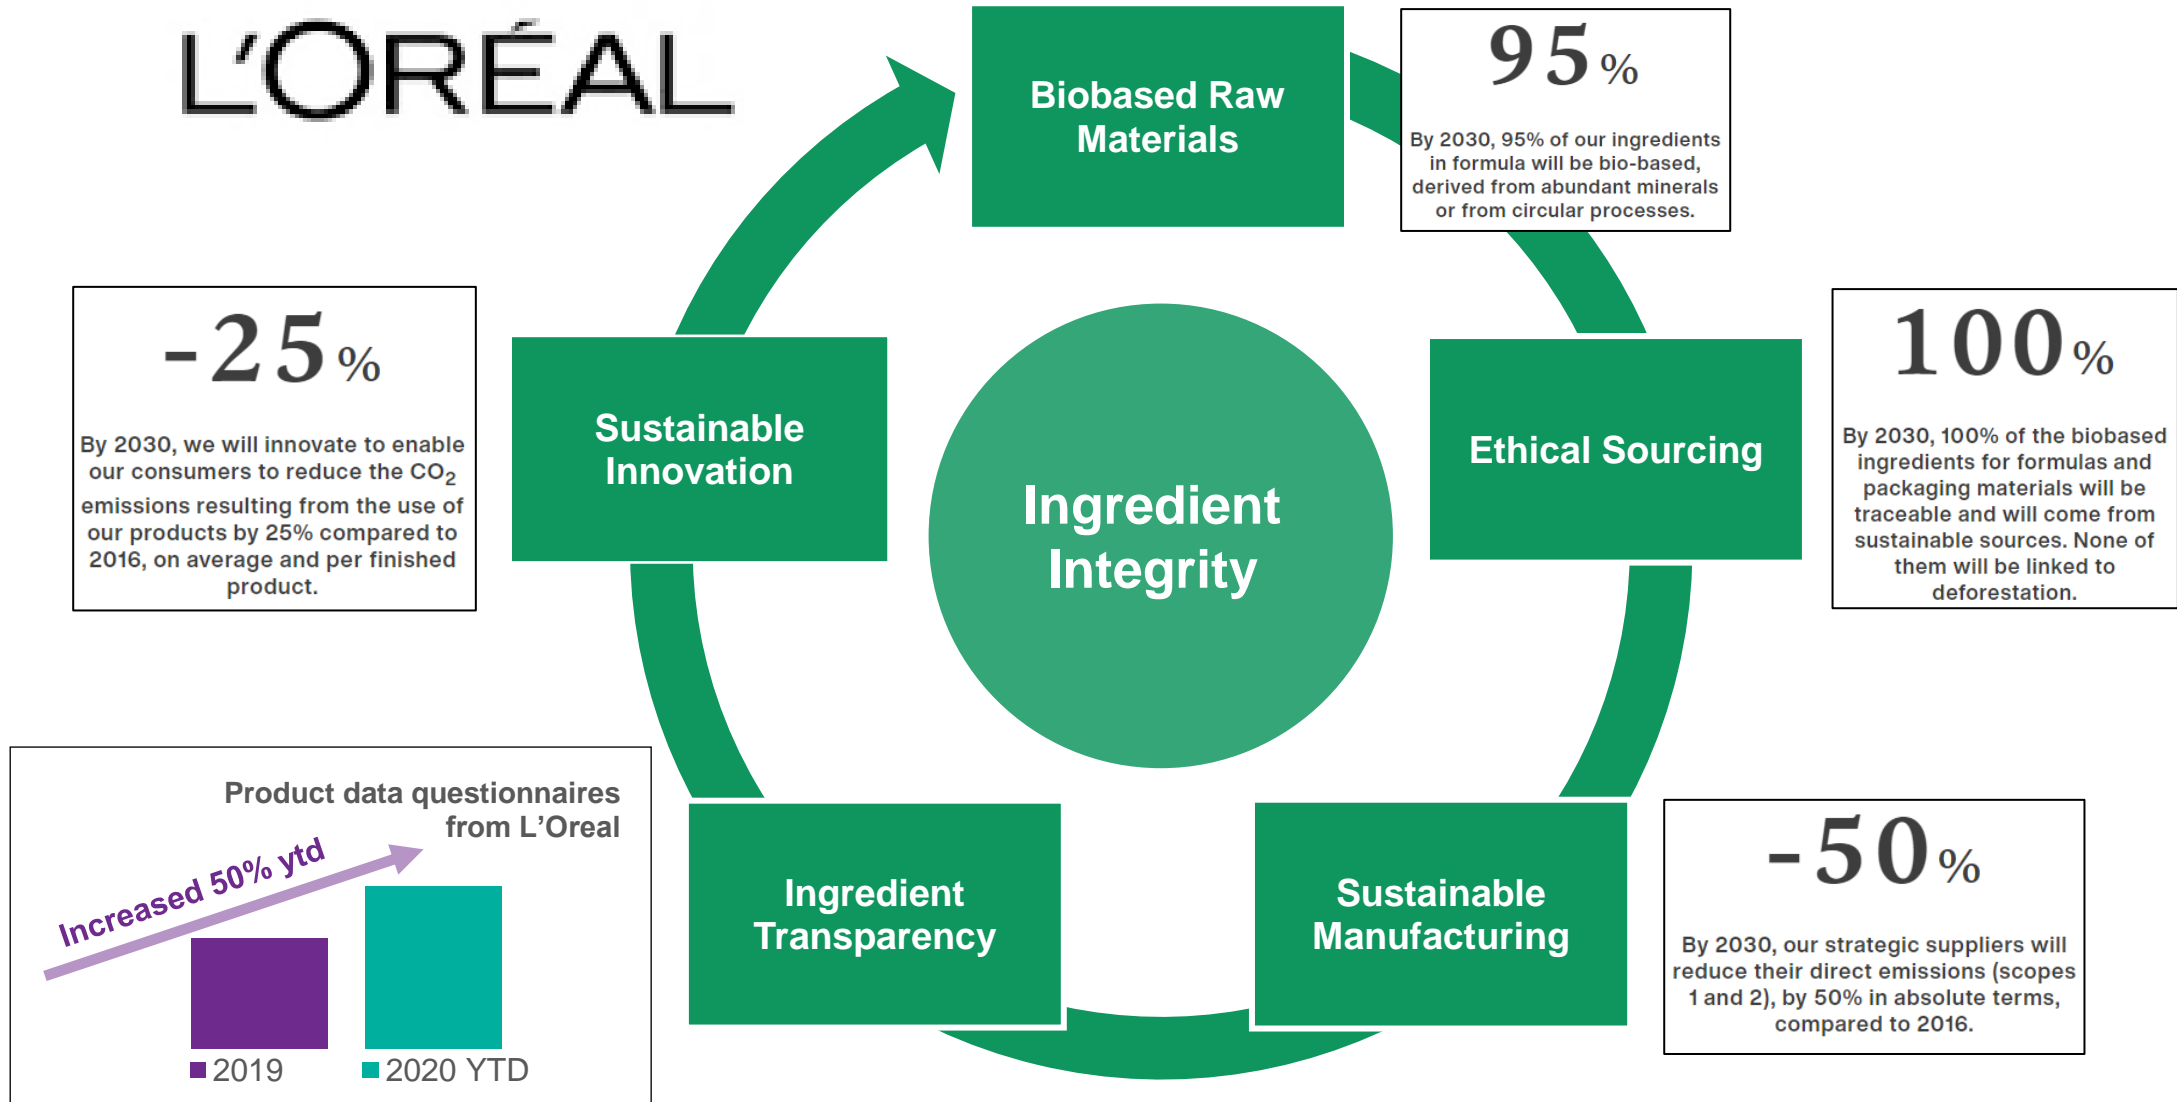 L'ORÉAL
Biobased Raw
Materials
95%
By 2030, 95% of our ingredients
in formula will be bio-based,
derived from abundant minerals
or from circular processes.
-25%
By 2030, we will innovate to enable
our consumers to reduce the CO₂
emissions resulting from the use of
our products by 25% compared to
2016, on average and per finished
product.
Sustainable
Innovation
Ingredient
Integrity
Ethical Sourcing
100%
By 2030, 100% of the biobased
ingredients for formulas and
packaging materials will be
traceable and will come from
sustainable sources. None of
them will be linked to
deforestation.
Product data questionnaires
from L'Oreal
Increased 50% ytd
2019
2020 YTD
Ingredient
Transparency
Sustainable
Manufacturing
-50%
By 2030, our strategic suppliers will
reduce their direct emissions (scopes
1 and 2), by 50% in absolute terms,
compared to 2016.